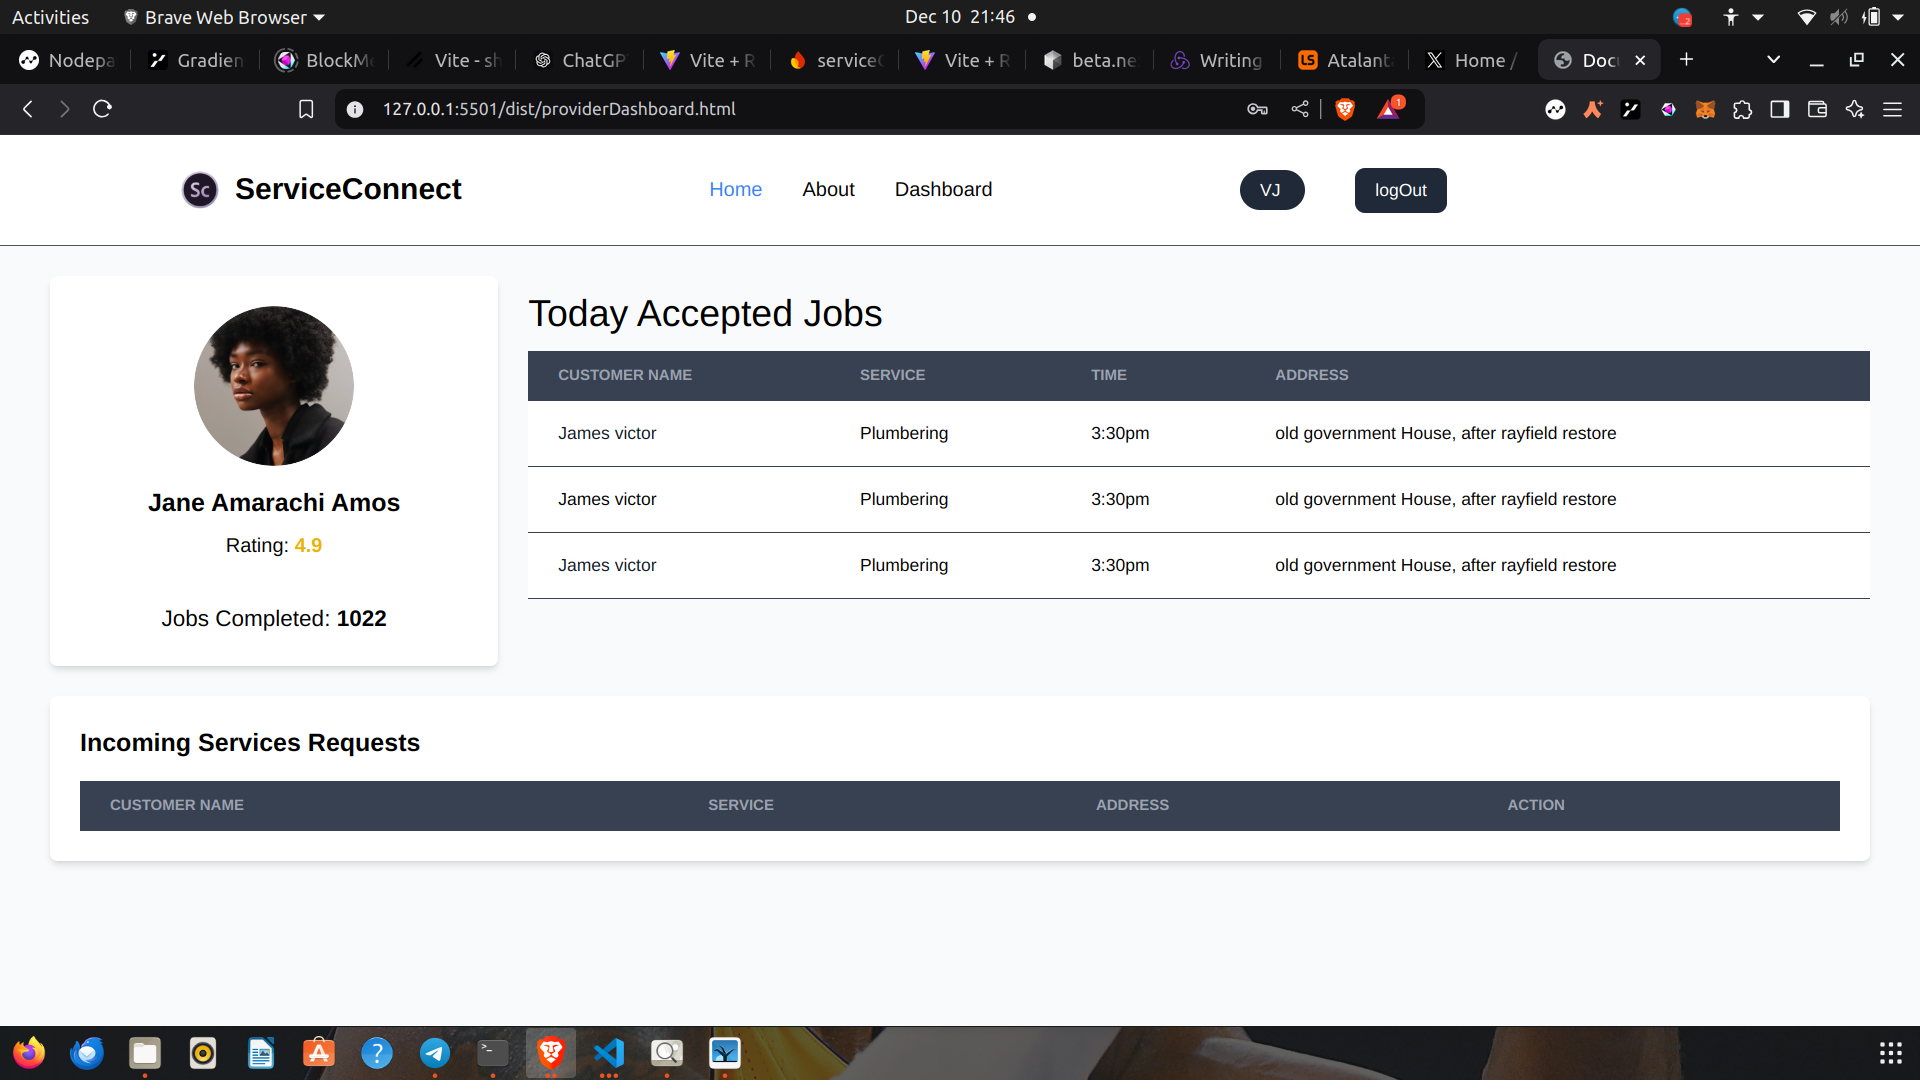 Activities Brave Web Browser Dec 10 21:46
Nodepa Gradien BlockMe Vite - sh ChatGP Vite + R serviceC Vite + R beta.ne Writing Atalant Home / Docu
127.0.0.1:5501/dist/providerDashboard.html 1
Sc ServiceConnect Home About Dashboard VJ logOut
Today Accepted Jobs
CUSTOMER NAME SERVICE TIME ADDRESS
James victor Plumbering 3:30pm old government House, after rayfield restore
James victor Plumbering 3:30pm old government House, after rayfield restore
James victor Plumbering 3:30pm old government House, after rayfield restore
Jane Amarachi Amos
Rating: 4.9
Jobs Completed: 1022
Incoming Services Requests
CUSTOMER NAME SERVICE ADDRESS ACTION